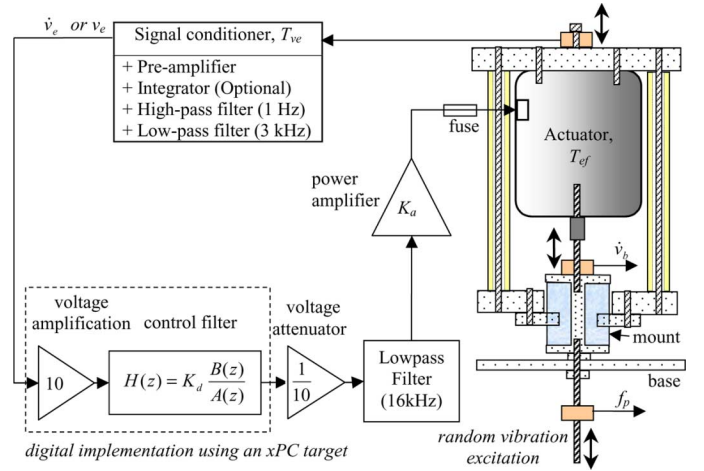 v̇e or ve
Signal conditioner, Tve
+ Pre-amplifier
+ Integrator (Optional)
+ High-pass filter (1 Hz)
+ Low-pass filter (3 kHz)
fuse
Actuator,
Tef
power
amplifier
Ka
v̇b
voltage
amplification
control filter
voltage
attenuator
10
H(z) = Kd B(z)/A(z)
1/10
Lowpass
Filter
(16kHz)
mount
base
fp
digital implementation using an xPC target
random vibration
excitation